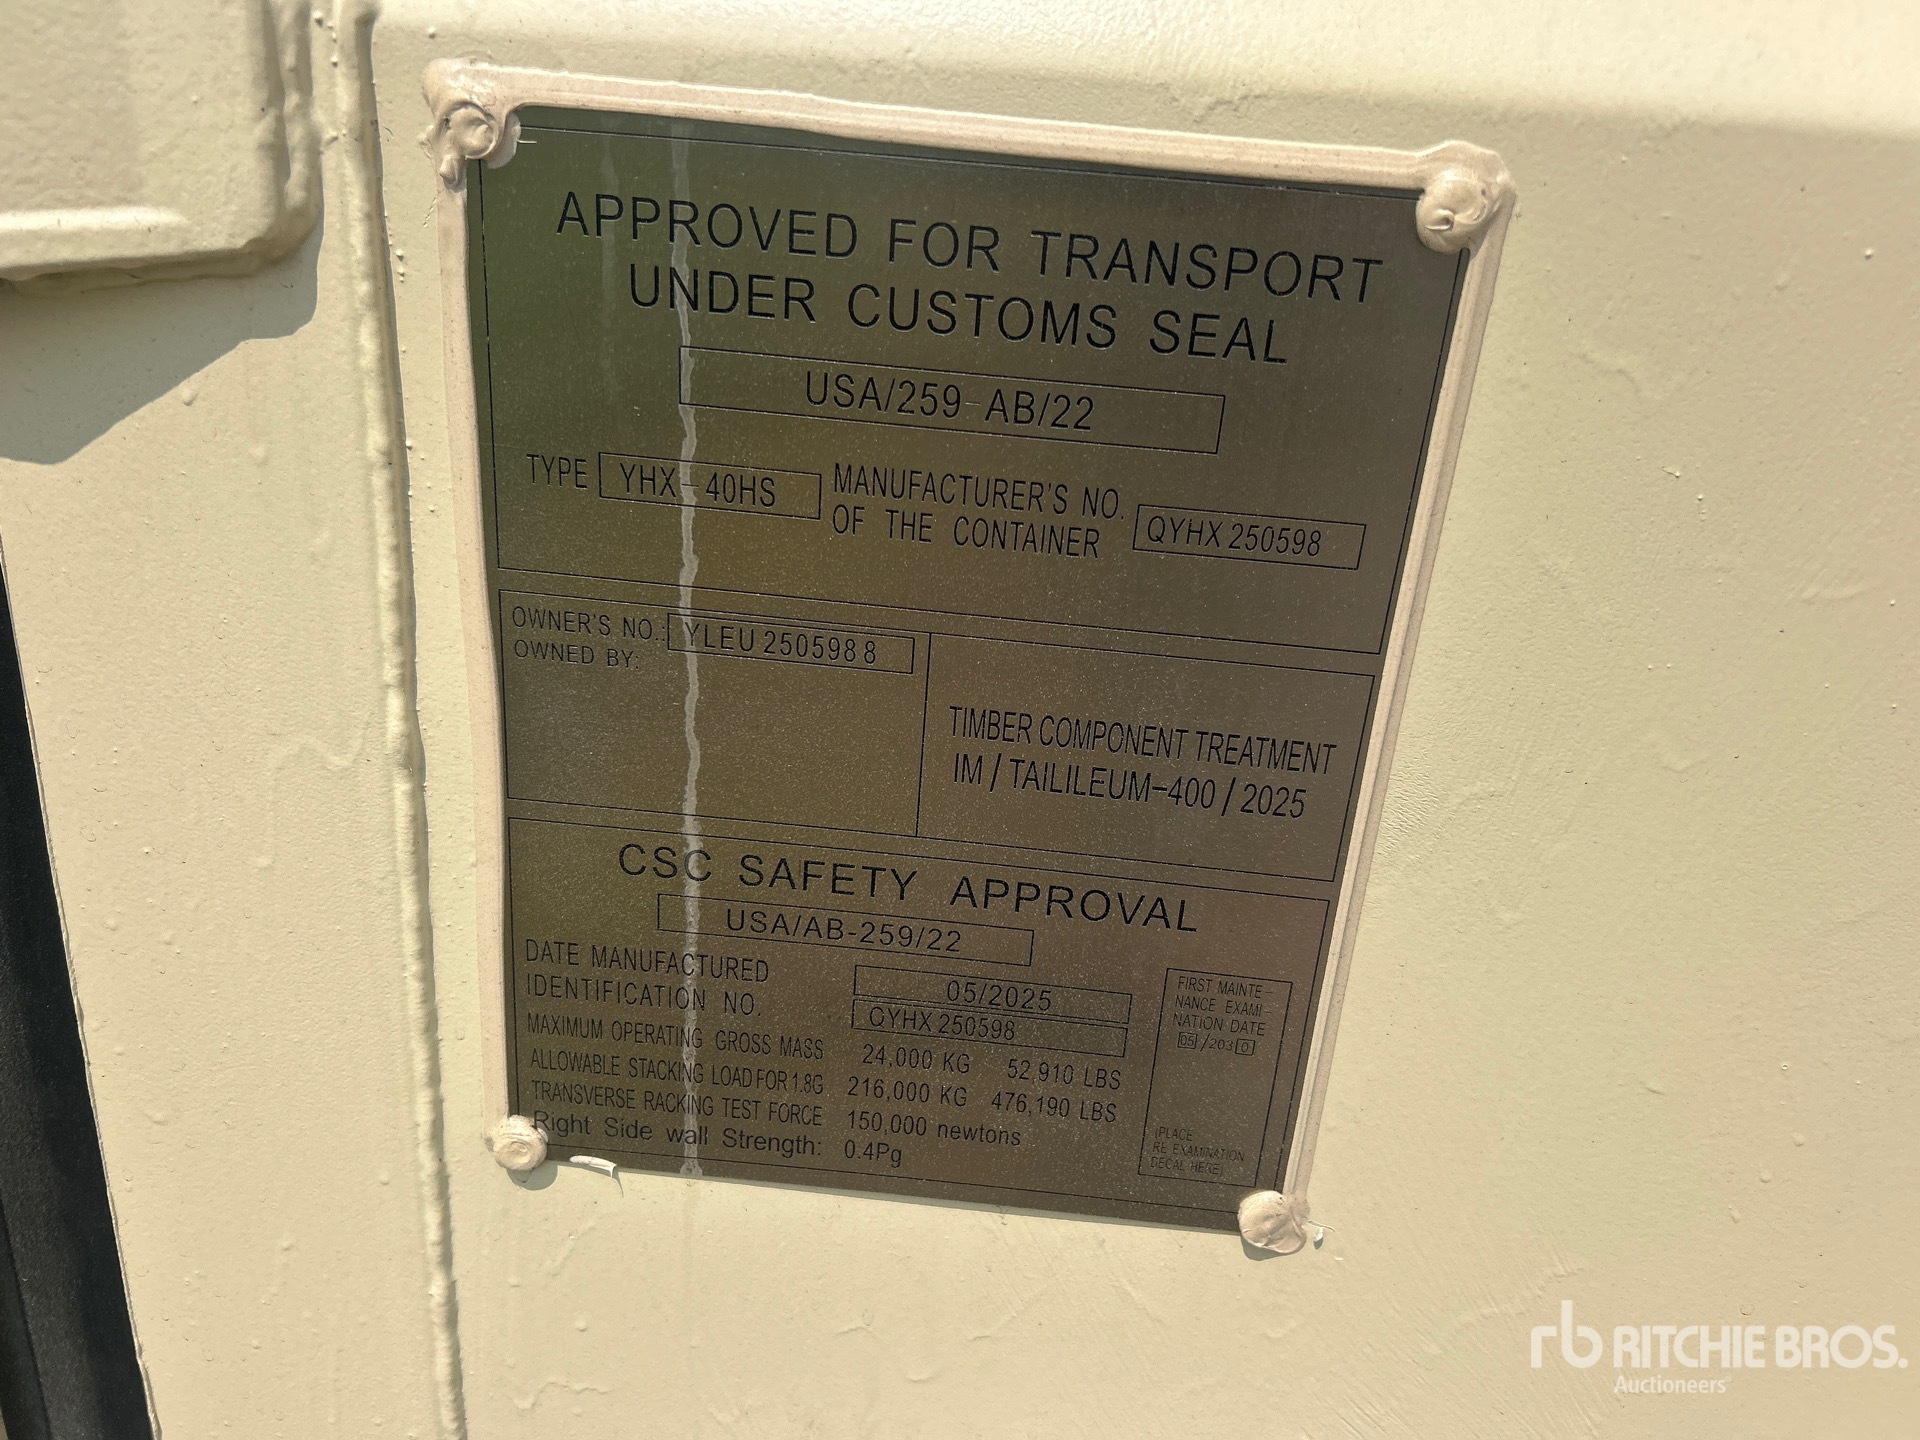 APPROVED FOR TRANSPORT
UNDER CUSTOMS SEAL
USA/259-AB/22
TYPE YHX-40HS MANUFACTURER'S NO. OF THE CONTAINER QYHX 250598
OWNER'S NO.: YLEU 250598 8
OWNED BY:
TIMBER COMPONENT TREATMENT
IM / TAILILEUM-400 / 2025
CSC SAFETY APPROVAL
USA/AB-259/22
DATE MANUFACTURED 05/2025
IDENTIFICATION NO. QYHX 250598
MAXIMUM OPERATING GROSS MASS 24,000 KG 52,910 LBS
ALLOWABLE STACKING LOAD FOR 1.8G 216,000 KG 476,190 LBS
TRANSVERSE RACKING TEST FORCE 150,000 newtons
Right Side wall Strength: 0.4Pg
FIRST MAINTE-
NANCE EXAMI-
NATION DATE
05/2030
(PLACE
RE EXAMINATION
DECAL HERE)
rb RITCHIE BROS.
Auctioneers